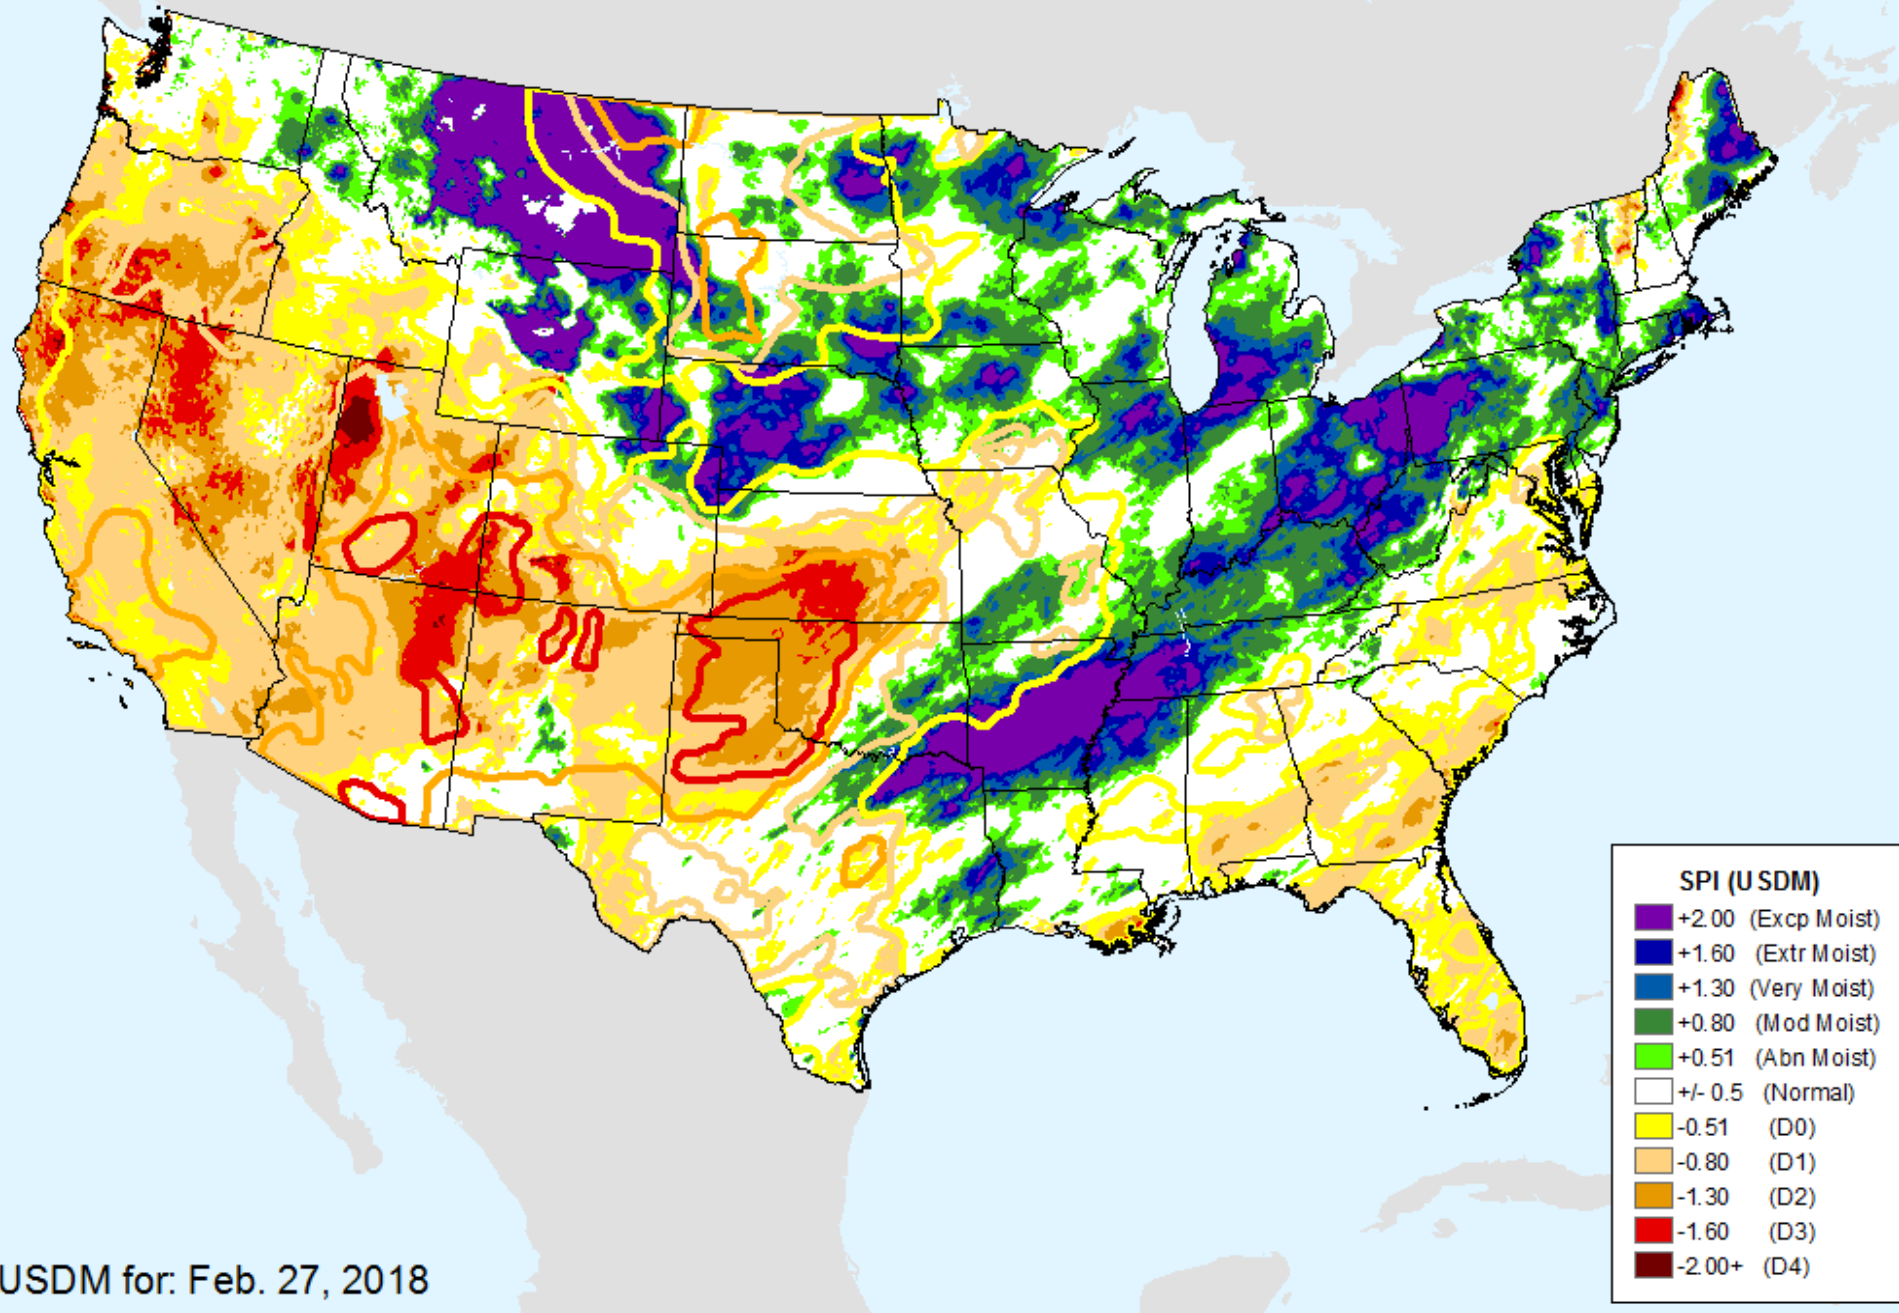 SPI (USDM)
+2.00 (Excp Moist)
+1.60 (Extr Moist)
+1.30 (Very Moist)
+0.80 (Mod Moist)
+0.51 (Abn Moist)
+/- 0.5 (Normal)
-0.51 (D0)
-0.80 (D1)
-1.30 (D2)
-1.60 (D3)
-2.00+ (D4)
USDM for: Feb. 27, 2018